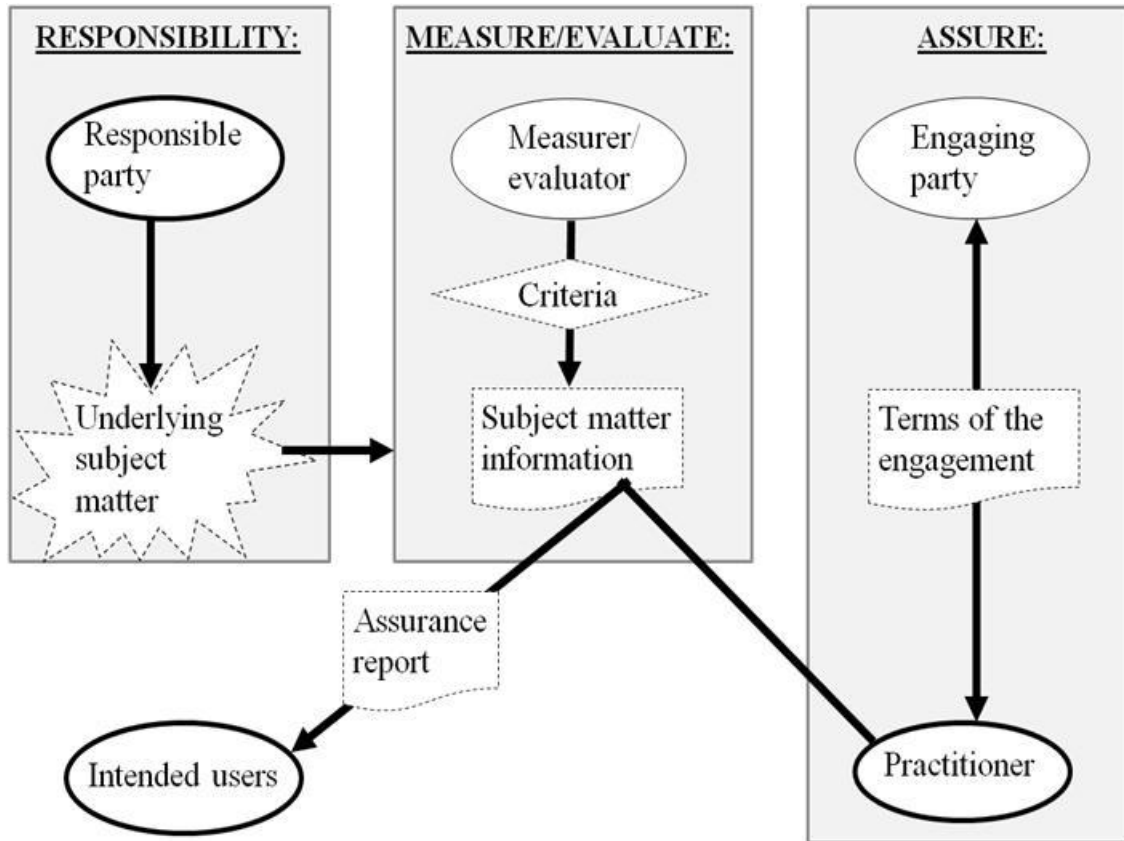 RESPONSIBILITY:
Responsible
party
Underlying
subject
matter
MEASURE/EVALUATE:
Measurer/
evaluator
Criteria
Subject matter
information
ASSURE:
Engaging
party
Terms of the
engagement
Practitioner
Assurance
report
Intended users